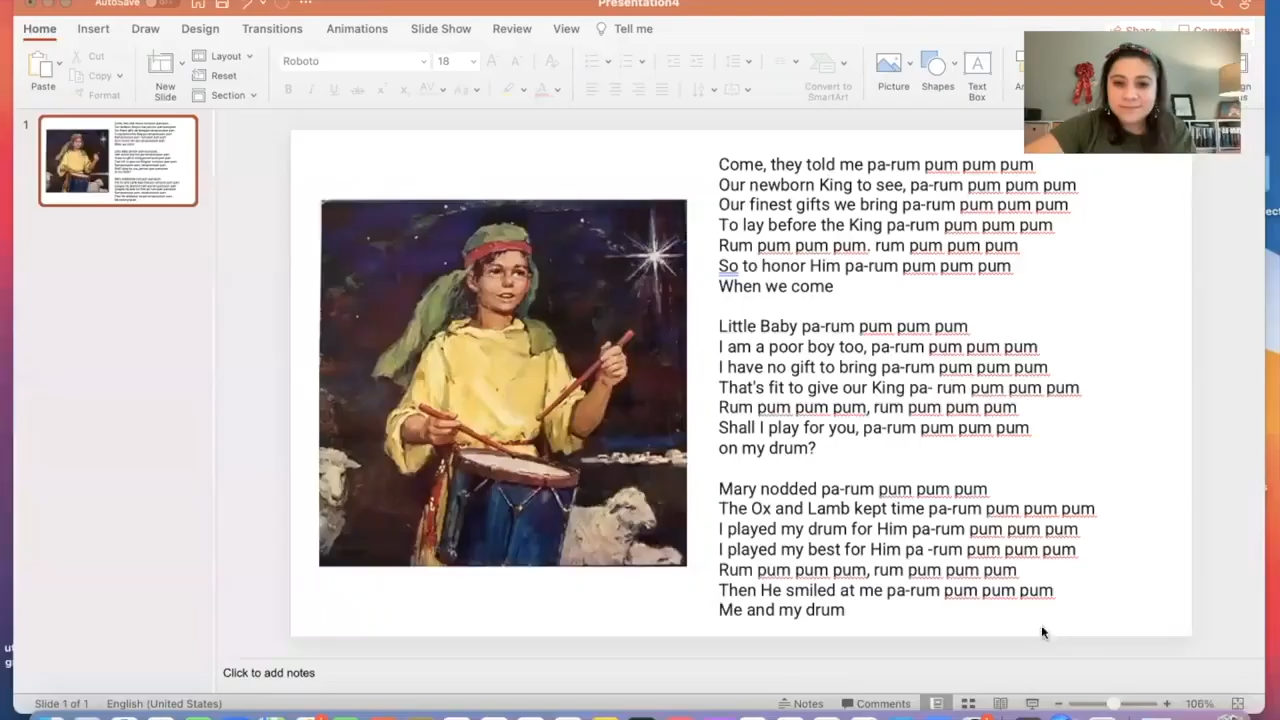 AutoSave
Presentation4
Home Insert Draw Design Transitions Animations Slide Show Review View Tell me Share Comments
Paste Cut Copy Format New Slide Layout Reset Section Roboto 18 Convert to SmartArt Picture Shapes Text Box
1
Come, they told me pa-rum pum pum pum
Our newborn King to see, pa-rum pum pum pum
Our finest gifts we bring pa-rum pum pum pum
To lay before the King pa-rum pum pum pum
Rum pum pum pum. rum pum pum pum
So to honor Him pa-rum pum pum pum
When we come
Little Baby pa-rum pum pum pum
I am a poor boy too, pa-rum pum pum pum
I have no gift to bring pa-rum pum pum pum
That's fit to give our King pa- rum pum pum pum
Rum pum pum pum, rum pum pum pum
Shall I play for you, pa-rum pum pum pum
on my drum?
Mary nodded pa-rum pum pum pum
The Ox and Lamb kept time pa-rum pum pum pum
I played my drum for Him pa-rum pum pum pum
I played my best for Him pa -rum pum pum pum
Rum pum pum pum, rum pum pum pum
Then He smiled at me pa-rum pum pum pum
Me and my drum
Click to add notes
Slide 1 of 1 English (United States) Notes Comments 106%